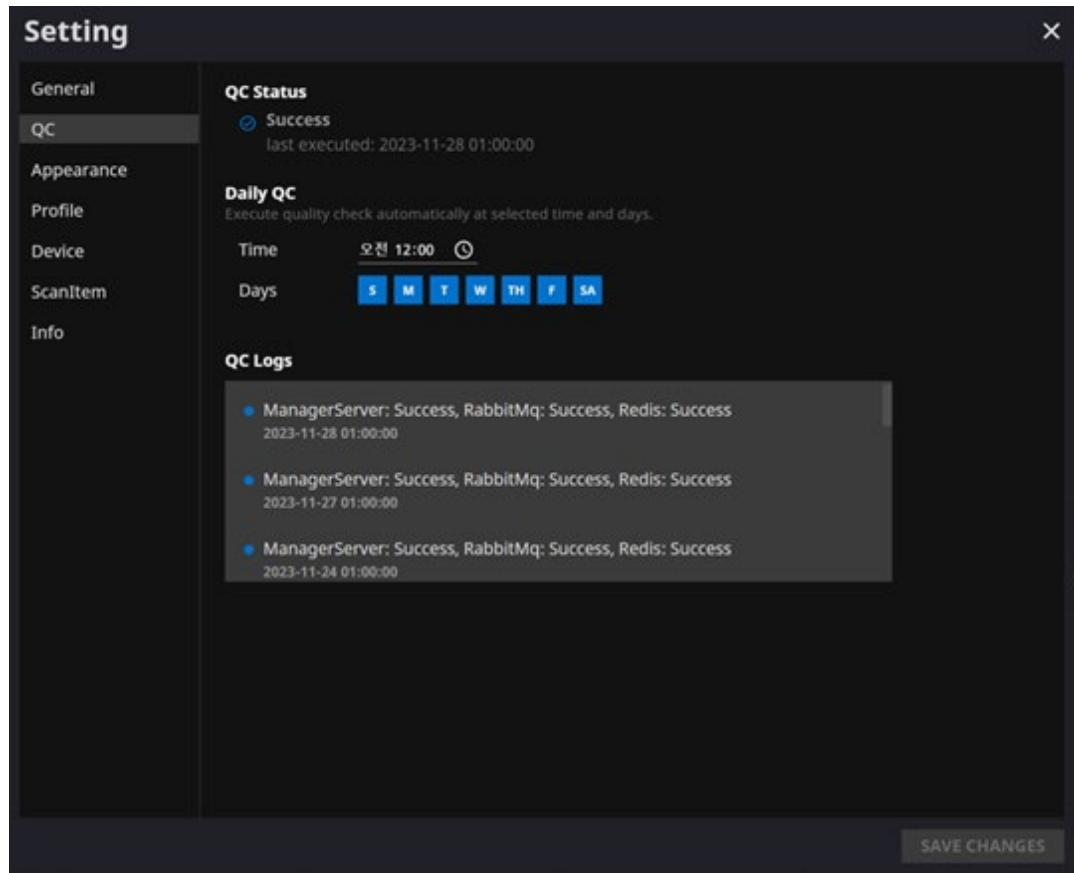 Setting
General
QC
Appearance
Profile
Device
ScanItem
Info
QC Status
Success
last executed: 2023-11-28 01:00:00
Daily QC
Execute quality check automatically at selected time and days.
Time 오전 12:00
Days S M T W TH F SA
QC Logs
ManagerServer: Success, RabbitMq: Success, Redis: Success
2023-11-28 01:00:00
ManagerServer: Success, RabbitMq: Success, Redis: Success
2023-11-27 01:00:00
ManagerServer: Success, RabbitMq: Success, Redis: Success
2023-11-24 01:00:00
SAVE CHANGES